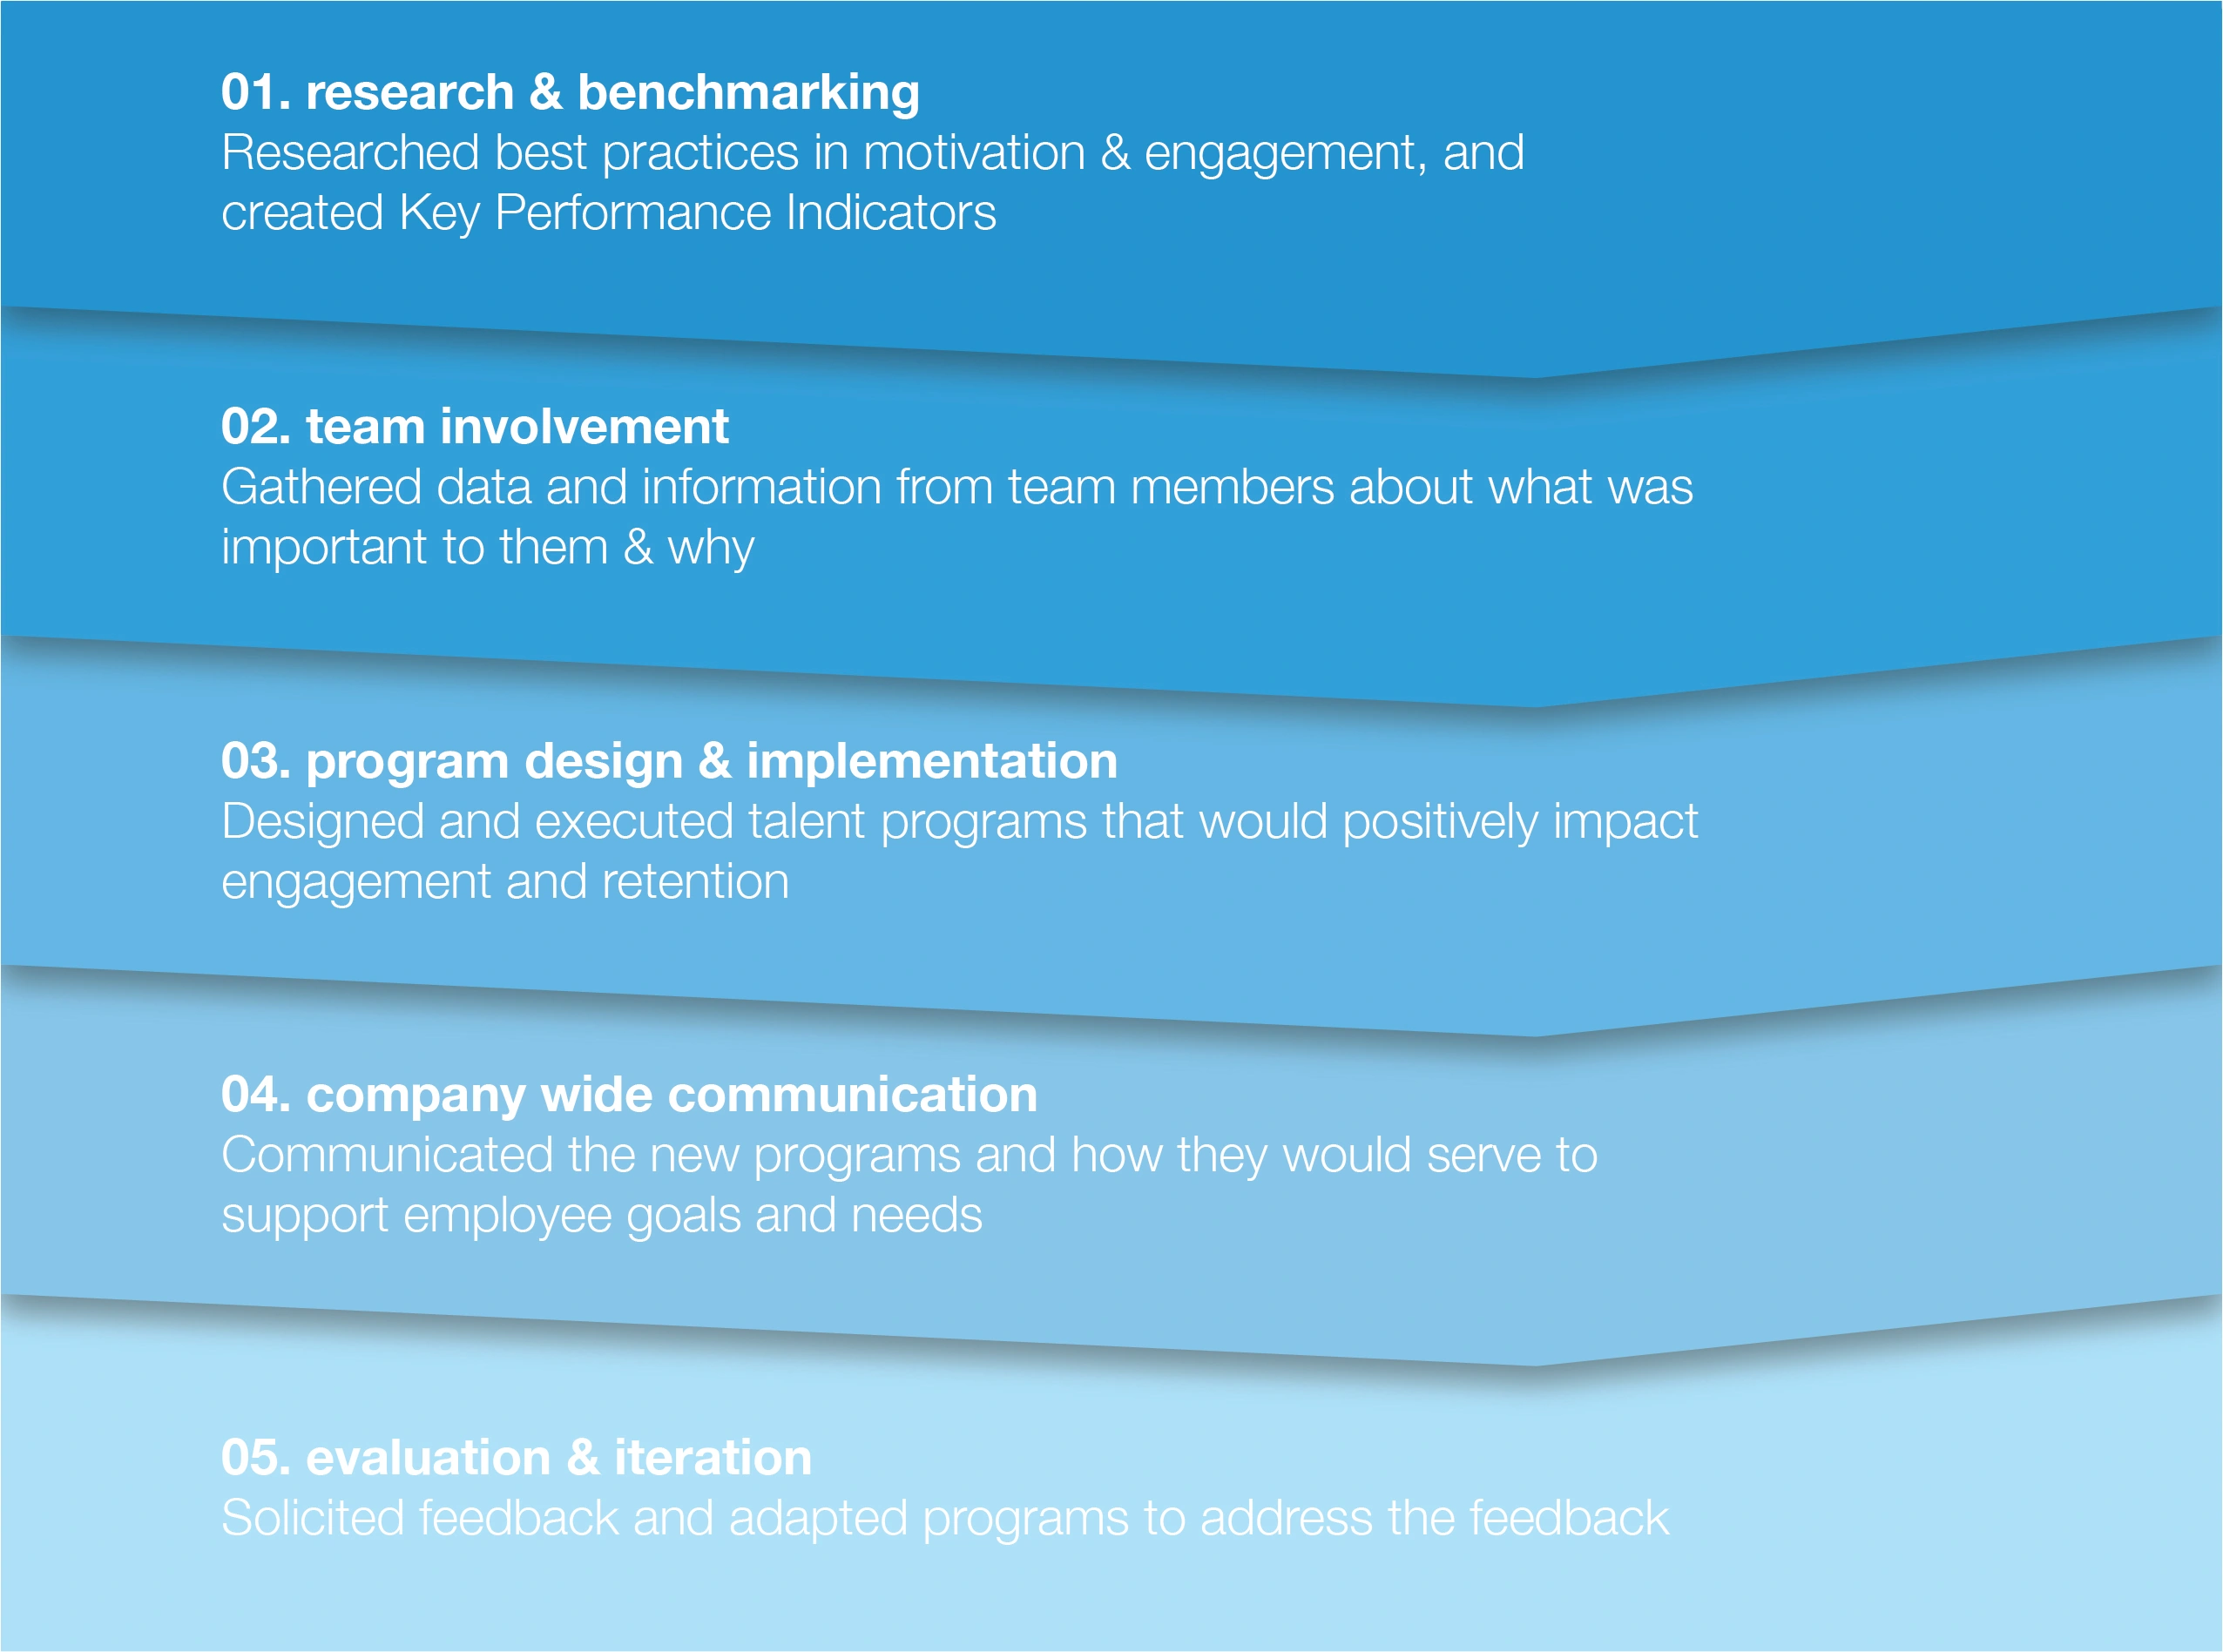 01. research & benchmarking
Researched best practices in motivation & engagement, and
created Key Performance Indicators
02. team involvement
Gathered data and information from team members about what was
important to them & why
03. program design & implementation
Designed and executed talent programs that would positively impact
engagement and retention
04. company wide communication
Communicated the new programs and how they would serve to
support employee goals and needs
05. evaluation & iteration
Solicited feedback and adapted programs to address the feedback